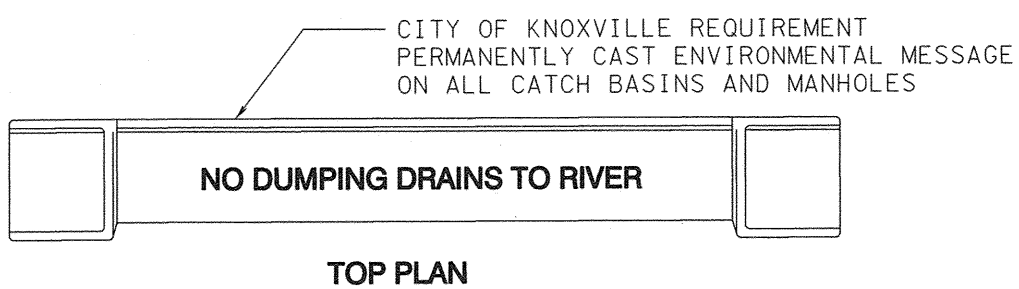 CITY OF KNOXVILLE REQUIREMENT
PERMANENTLY CAST ENVIRONMENTAL MESSAGE
ON ALL CATCH BASINS AND MANHOLES
NO DUMPING DRAINS TO RIVER
TOP PLAN